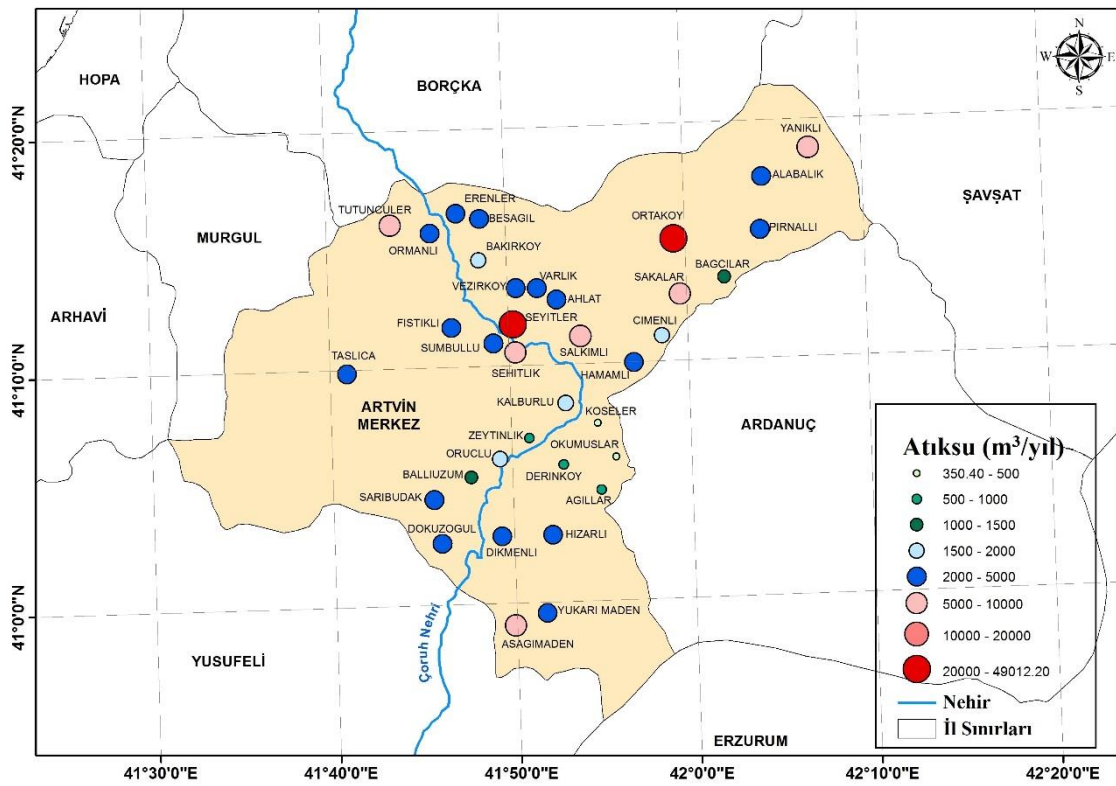 N
W E
S
HOPA
BORÇKA
41°20'0"N
YANIKLI
ALABALIK
ŞAVŞAT
ERENLER
TUTUNCULER
BESAGIL
ORTAKOY
PIRNALLI
MURGUL
ORMANLI
BAKIRKOY
BAGCILAR
VARLIK
SAKALAR
VEZIRKOY
AHLAT
ARHAVİ
FISTIKLI
SEYITLER
CIMENLI
SUMBULLU
SALKIMLI
TASLICA
SEHITLIK
HAMAMLI
41°10'0"N
ARTVİN
MERKEZ
KALBURLU
KOSELER
ARDANUÇ
ZEYTINLIK
OKUMUSLAR
ORUCLU
BALLIUZUM
DERINKOY
SARIBUDAK
AGILLAR
DOKUZOGUL
DIKMENLI
HIZARLI
41°0'0"N
YUKARI MADEN
ASAGIMADEN
Çoruh Nehri
YUSUFELİ
ERZURUM
Atıksu (m³/yıl)
350.40 - 500
500 - 1000
1000 - 1500
1500 - 2000
2000 - 5000
5000 - 10000
10000 - 20000
20000 - 49012.20
Nehir
İl Sınırları
41°30'0"E
41°40'0"E
41°50'0"E
42°0'0"E
42°10'0"E
42°20'0"E